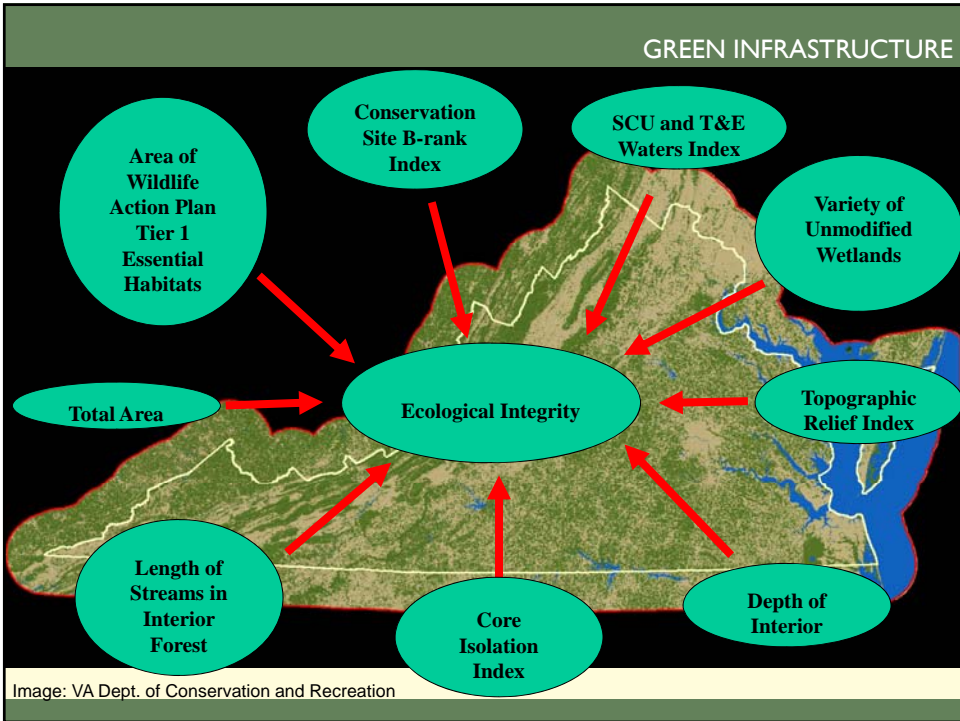 GREEN INFRASTRUCTURE
Area of
Wildlife
Action Plan
Tier 1
Essential
Habitats
Conservation
Site B-rank
Index
SCU and T&E
Waters Index
Variety of
Unmodified
Wetlands
Total Area
Ecological Integrity
Topographic
Relief Index
Length of
Streams in
Interior
Forest
Core
Isolation
Index
Depth of
Interior
Image: VA Dept. of Conservation and Recreation